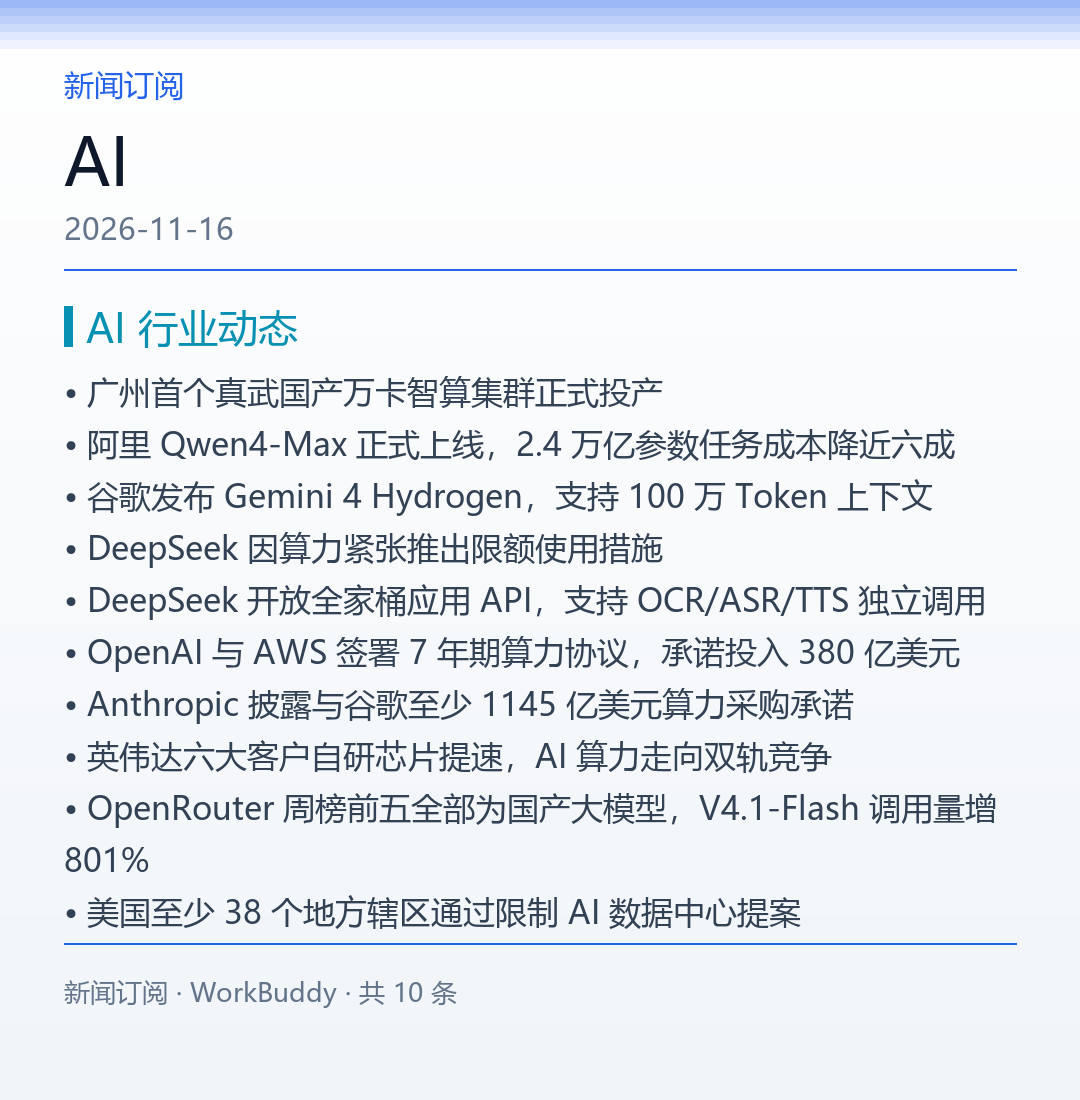 新闻订阅
AI
2026-11-16
AI 行业动态
• 广州首个真武国产万卡智算集群正式投产
• 阿里 Qwen4-Max 正式上线，2.4 万亿参数任务成本降近六成
• 谷歌发布 Gemini 4 Hydrogen，支持 100 万 Token 上下文
• DeepSeek 因算力紧张推出限额使用措施
• DeepSeek 开放全家桶应用 API，支持 OCR/ASR/TTS 独立调用
• OpenAI 与 AWS 签署 7 年期算力协议，承诺投入 380 亿美元
• Anthropic 披露与谷歌至少 1145 亿美元算力采购承诺
• 英伟达六大客户自研芯片提速，AI 算力走向双轨竞争
• OpenRouter 周榜前五全部为国产大模型，V4.1-Flash 调用量增
801%
• 美国至少 38 个地方辖区通过限制 AI 数据中心提案
新闻订阅 · WorkBuddy · 共 10 条